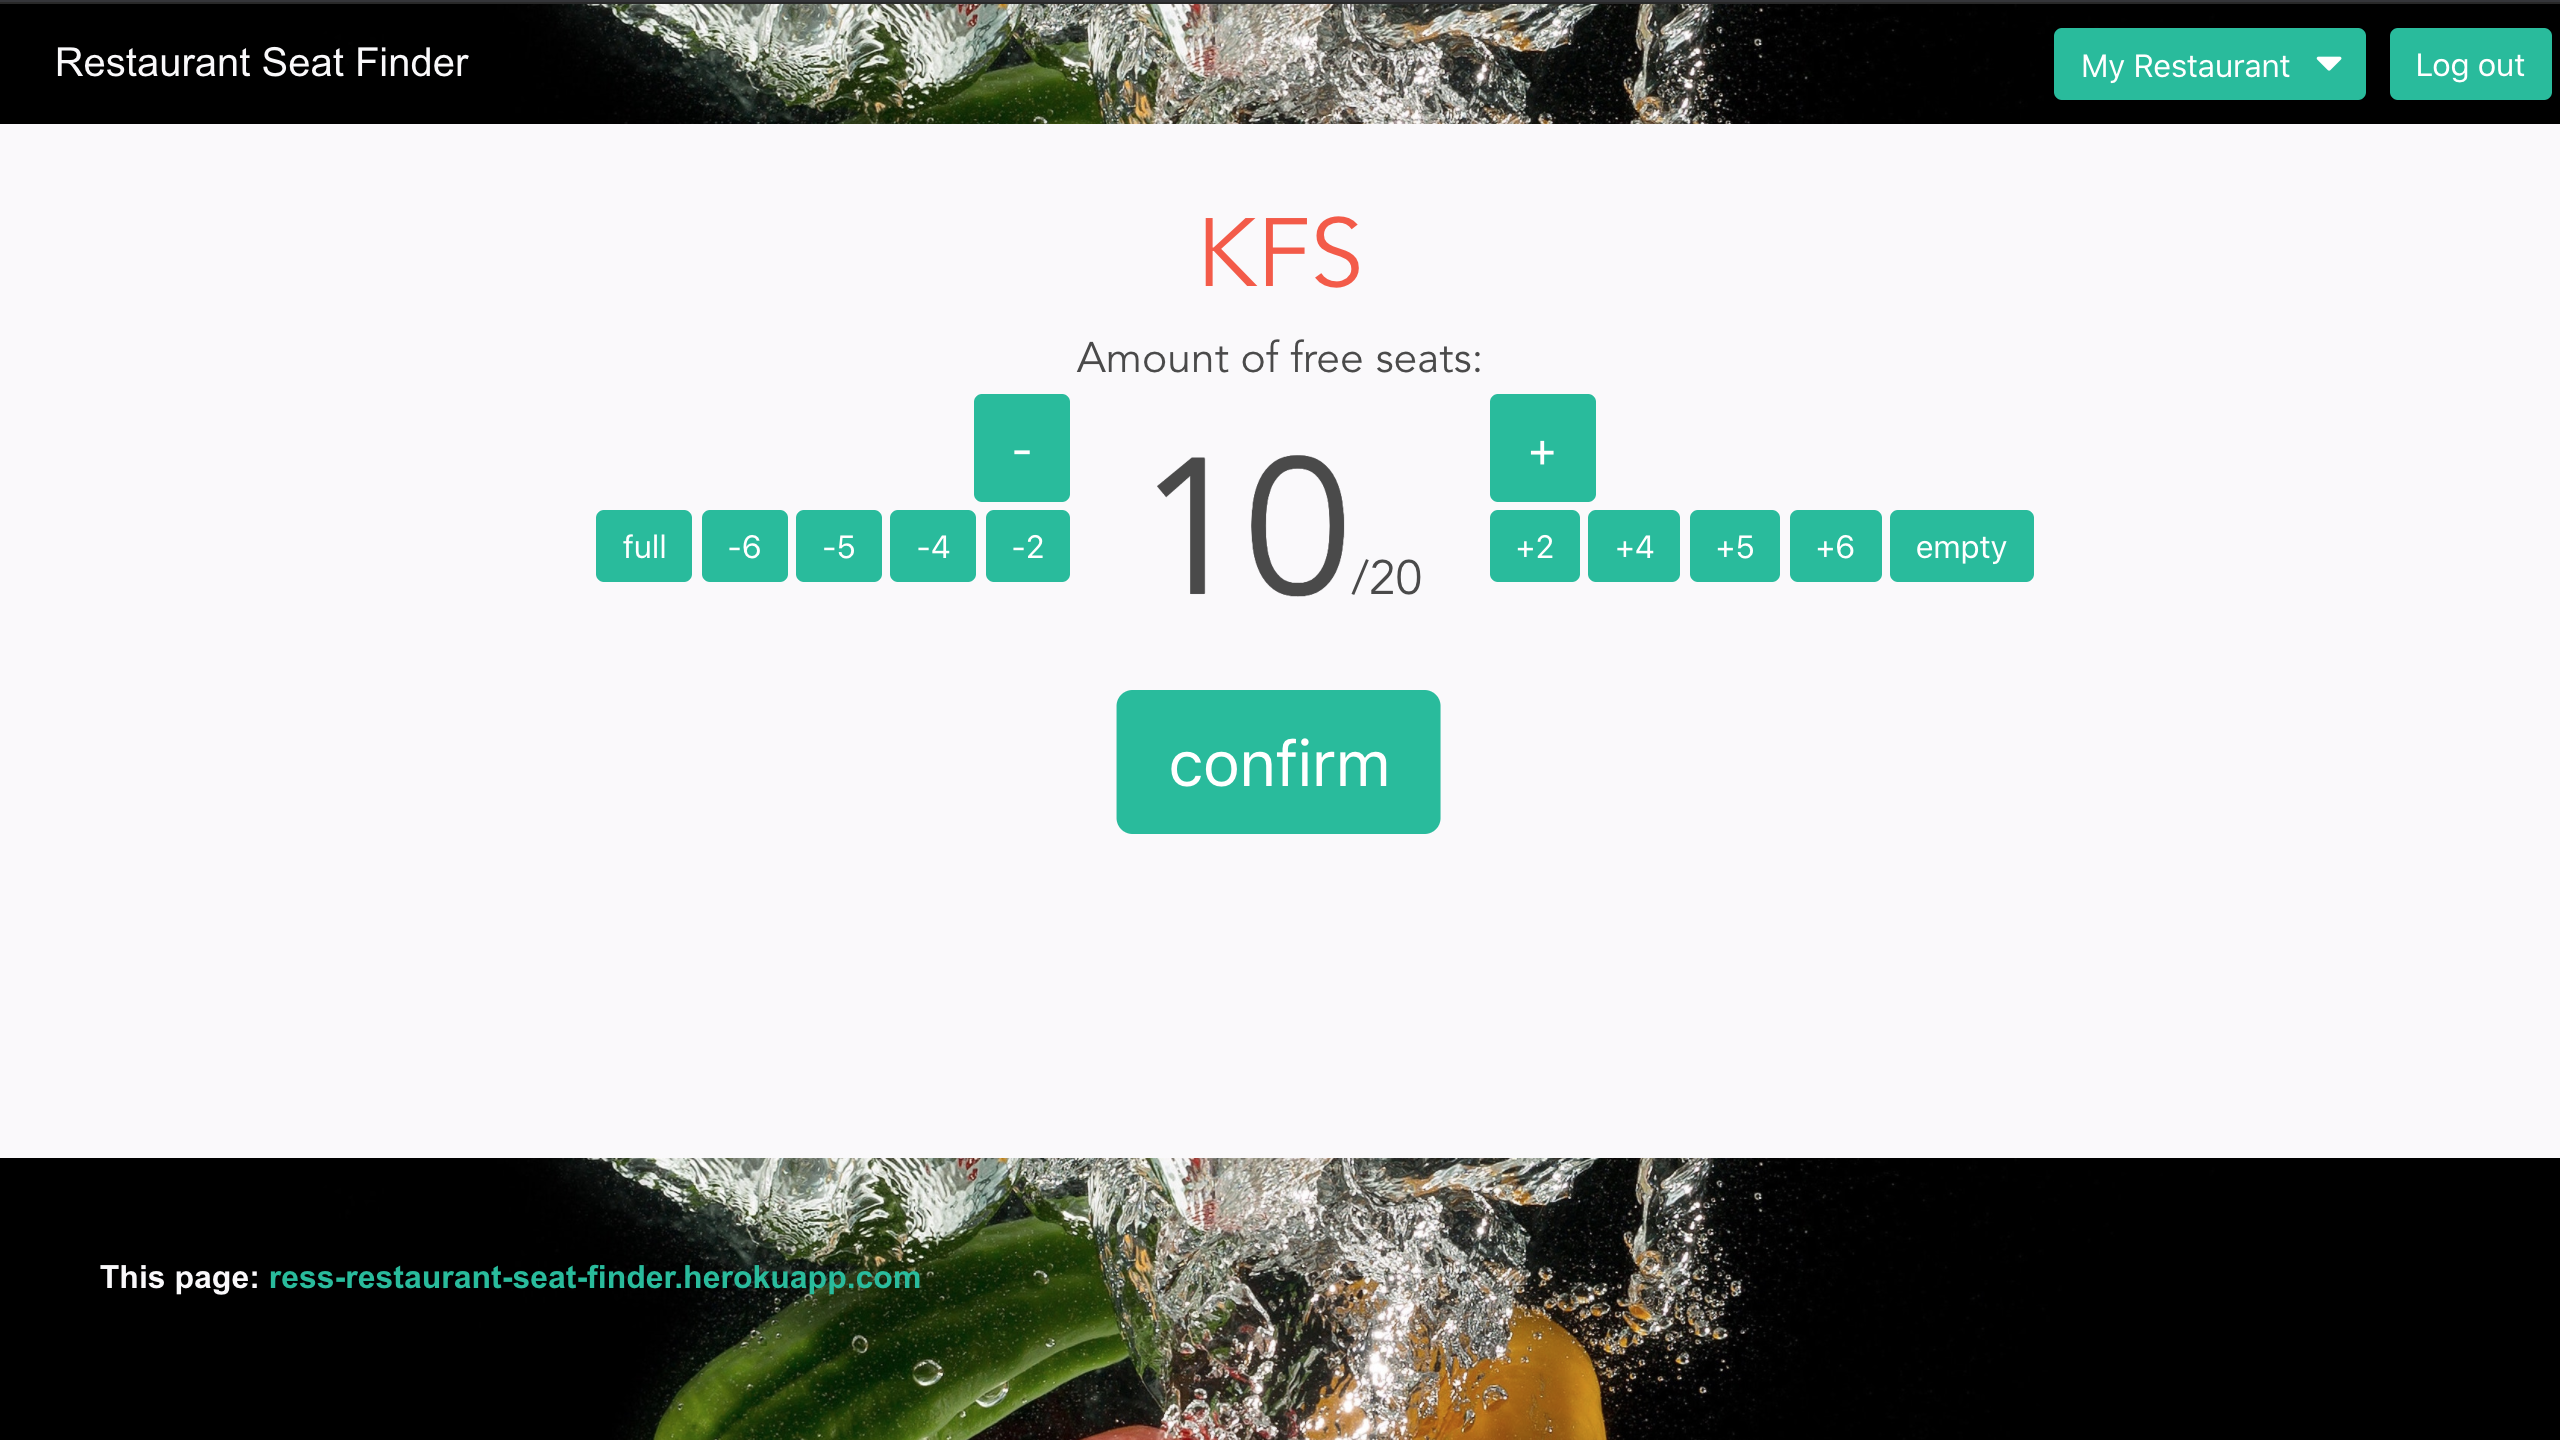 Restaurant Seat Finder
My Restaurant
Log out
KFS
Amount of free seats:
-
+
10/20
full -6 -5 -4 -2
+2 +4 +5 +6 empty
confirm
This page: ress-restaurant-seat-finder.herokuapp.com